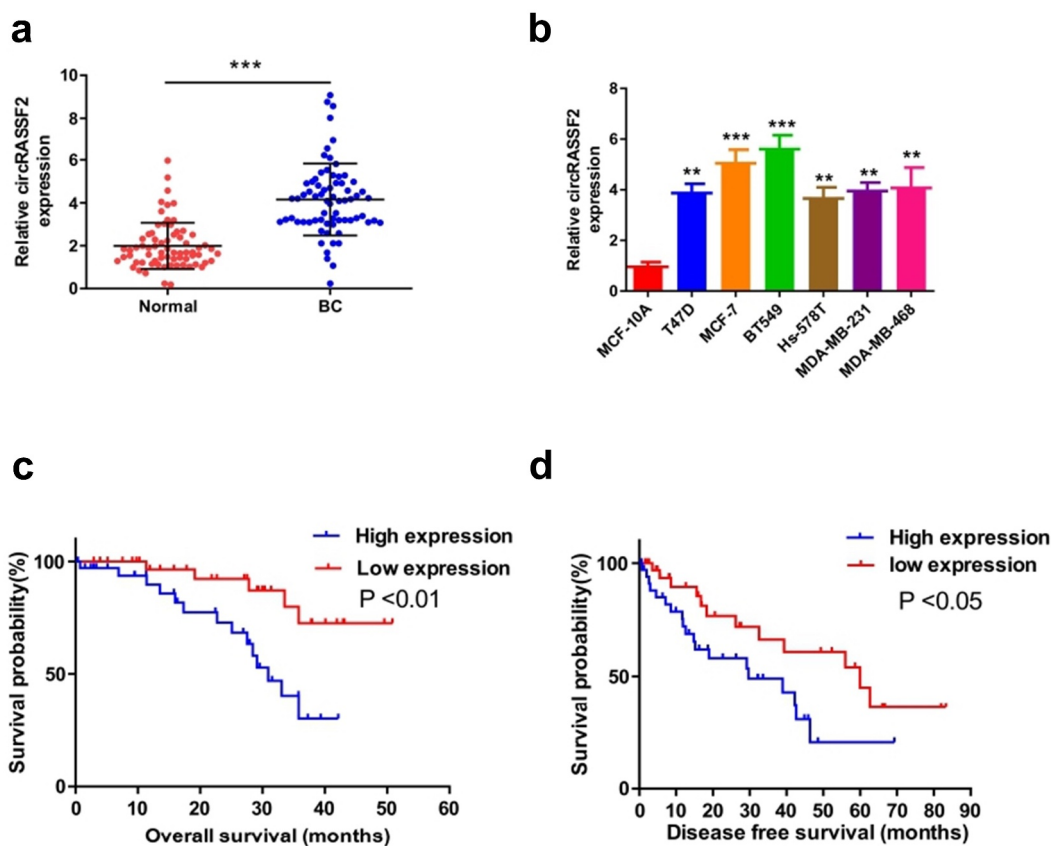 a
***
Relative circRASSF2
expression
10
8
6
4
2
0
Normal
BC
b
Relative circRASSF2
expression
8
6
4
2
0
**
***
***
**
**
**
MCF-10A
T47D
MCF-7
BT549
Hs-578T
MDA-MB-231
MDA-MB-468
c
Survival probability(%)
100
50
0
High expression
Low expression
P <0.01
0 10 20 30 40 50 60
Overall survival (months)
d
Survival probability(%)
100
50
0
High expression
low expression
P <0.05
0 10 20 30 40 50 60 70 80 90
Disease free survival (months)